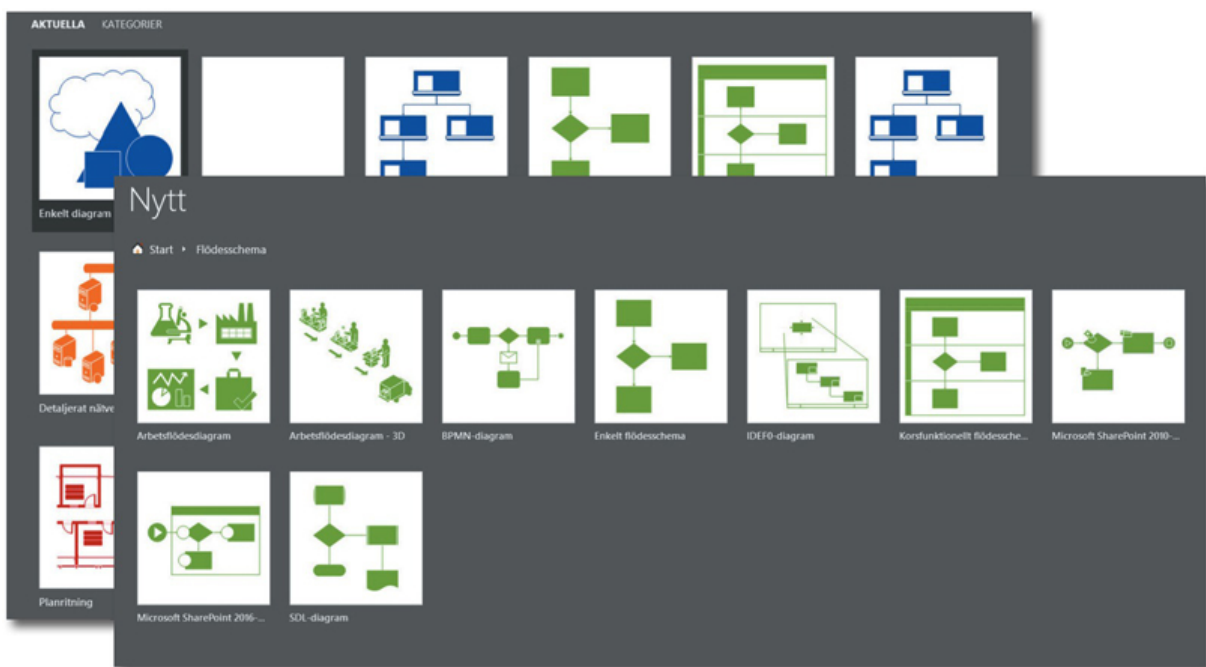 AKTUELLA KATEGORIER
Enkelt diagram
Detaljerat
Planritning
Nytt
Start Flödesschema
Arbetsflödesdiagram
Arbetsflödesdiagram - 3D
BPMN-diagram
Enkelt flödesschema
IDEF0-diagram
Korsfunktionellt flödessche...
Microsoft SharePoint 2010-...
Microsoft SharePoint 2016-...
SDL-diagram